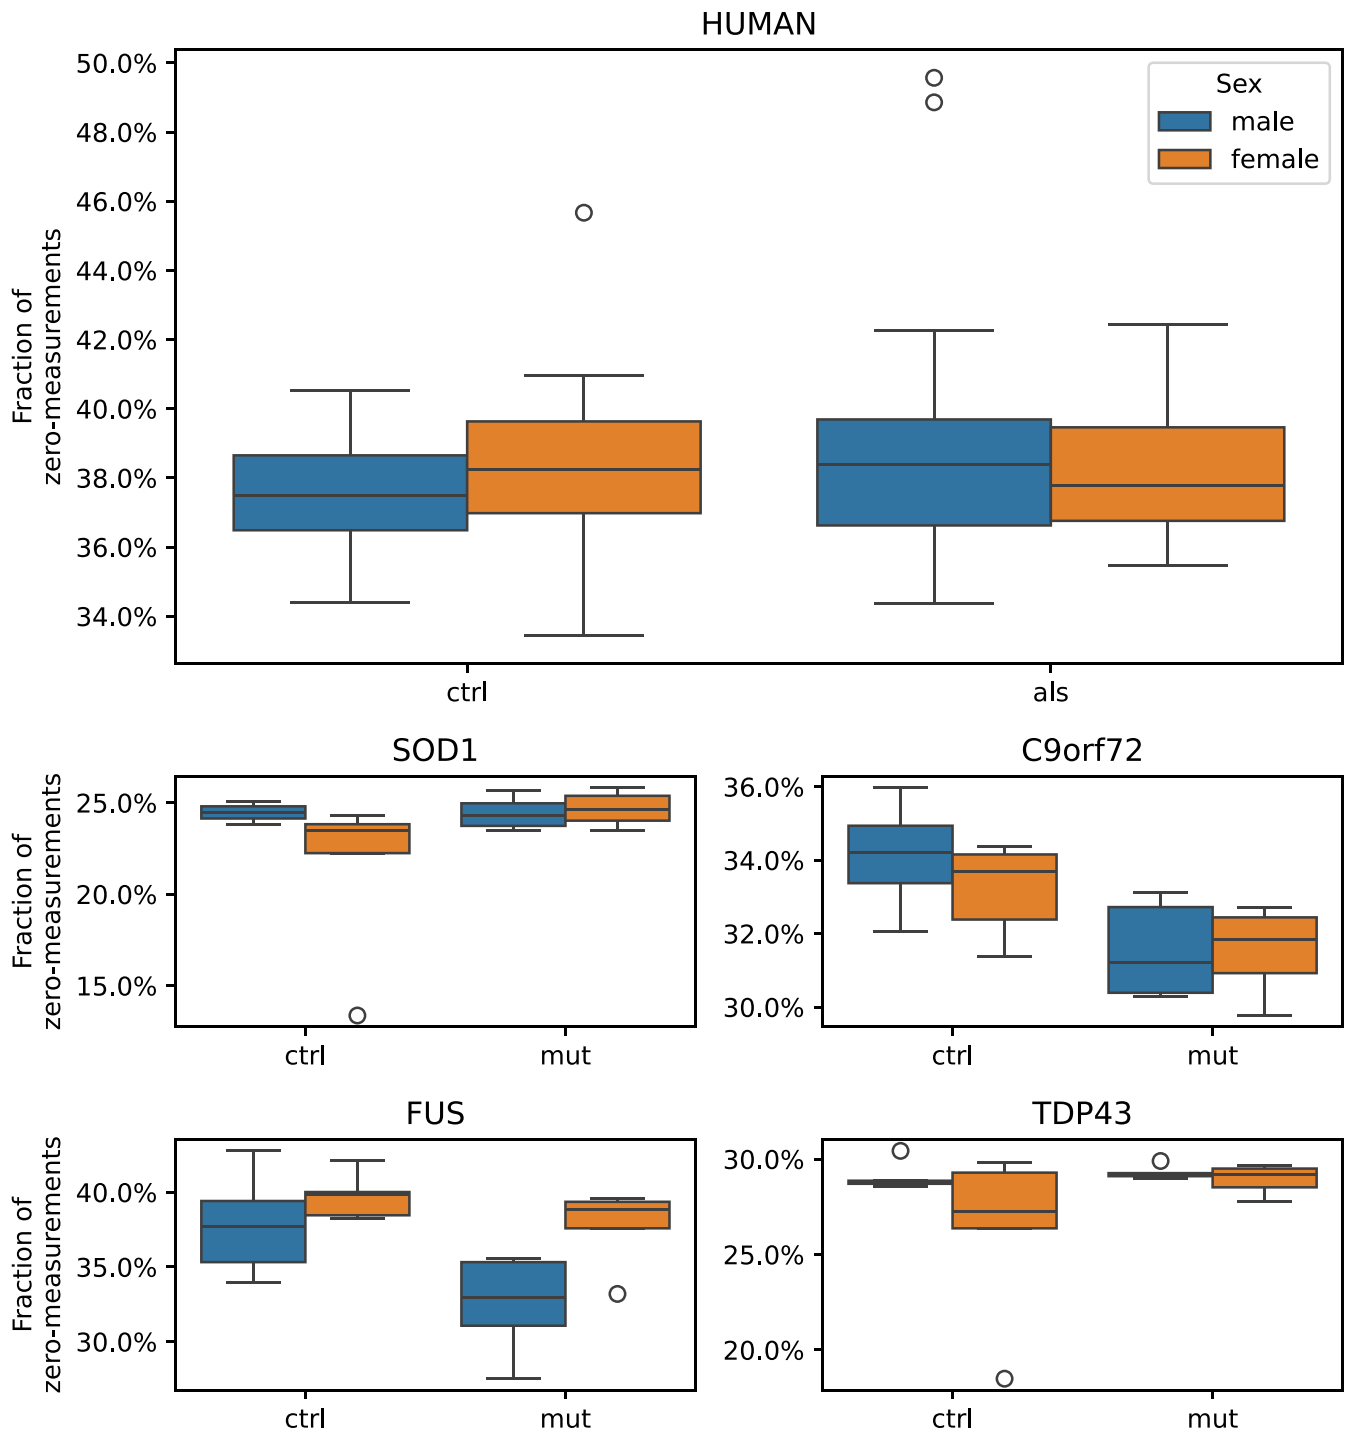 HUMAN
50.0%
48.0%
46.0%
44.0%
42.0%
40.0%
38.0%
36.0%
34.0%
Fraction of
zero-measurements
Sex
male
female
ctrl
als
SOD1
25.0%
20.0%
15.0%
Fraction of
zero-measurements
ctrl
mut
C9orf72
36.0%
34.0%
32.0%
30.0%
ctrl
mut
FUS
40.0%
35.0%
30.0%
Fraction of
zero-measurements
ctrl
mut
TDP43
30.0%
25.0%
20.0%
ctrl
mut